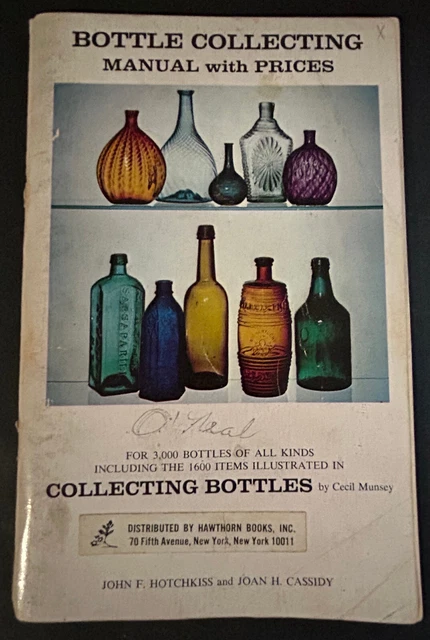 X
BOTTLE COLLECTING
MANUAL with PRICES
SARSAPARILLA
O'Neal
FOR 3,000 BOTTLES OF ALL KINDS
INCLUDING THE 1600 ITEMS ILLUSTRATED IN
COLLECTING BOTTLES by Cecil Munsey
DISTRIBUTED BY HAWTHORN BOOKS, INC.
70 Fifth Avenue, New York, New York 10011
JOHN F. HOTCHKISS and JOAN H. CASSIDY